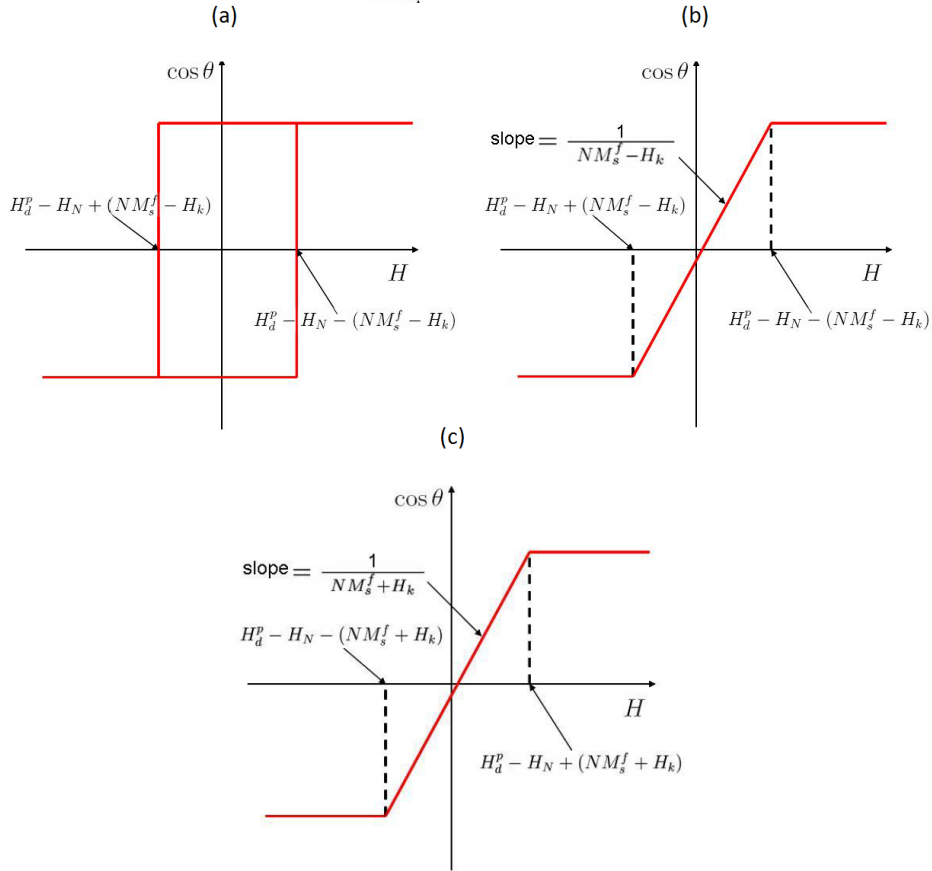 (a)
cos θ
H_d^p − H_N + (NM_s^f − H_k)
H
H_d^p − H_N − (NM_s^f − H_k)
(b)
cos θ
slope = 1 / (NM_s^f − H_k)
H_d^p − H_N + (NM_s^f − H_k)
H
H_d^p − H_N − (NM_s^f − H_k)
(c)
cos θ
slope = 1 / (NM_s^f + H_k)
H_d^p − H_N − (NM_s^f + H_k)
H
H_d^p − H_N + (NM_s^f + H_k)